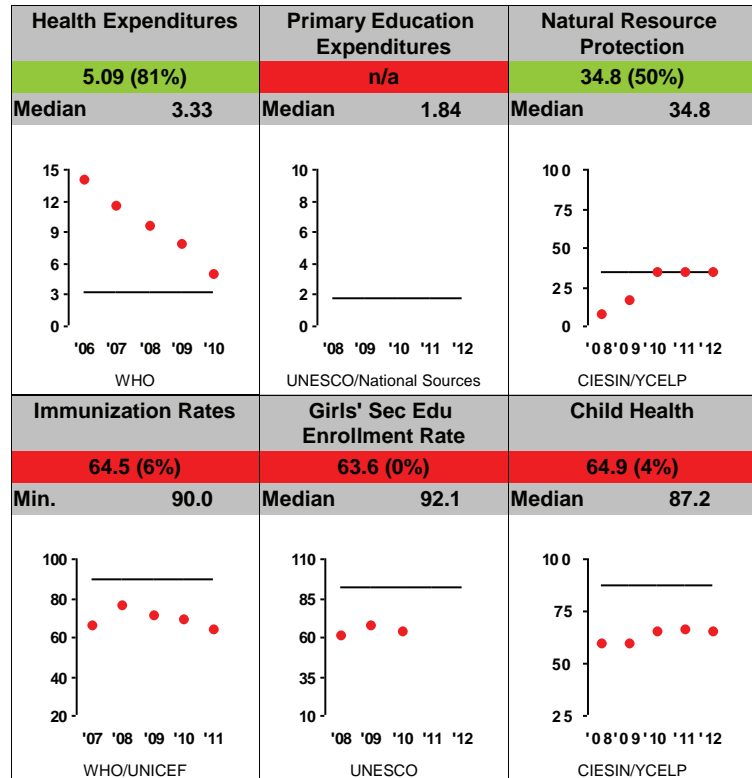 Health Expenditures
5.09 (81%)
Median 3.33
15
12
9
6
3
0
'06 '07 '08 '09 '10
WHO
Primary Education
Expenditures
n/a
Median 1.84
10
8
6
4
2
0
'08 '09 '10 '11 '12
UNESCO/National Sources
Natural Resource
Protection
34.8 (50%)
Median 34.8
100
75
50
25
0
'08 '09 '10 '11 '12
CIESIN/YCELP
Immunization Rates
64.5 (6%)
Min. 90.0
100
80
60
40
20
'07 '08 '09 '10 '11
WHO/UNICEF
Girls' Sec Edu
Enrollment Rate
63.6 (0%)
Median 92.1
110
85
60
35
10
'08 '09 '10 '11 '12
UNESCO
Child Health
64.9 (4%)
Median 87.2
100
75
50
25
'08 '09 '10 '11 '12
CIESIN/YCELP